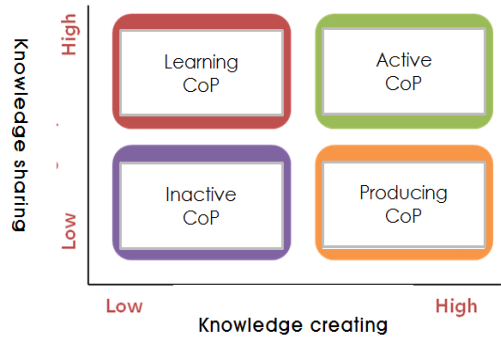 Knowledge sharing
High
Low
Learning
CoP
Active
CoP
Inactive
CoP
Producing
CoP
Low
High
Knowledge creating